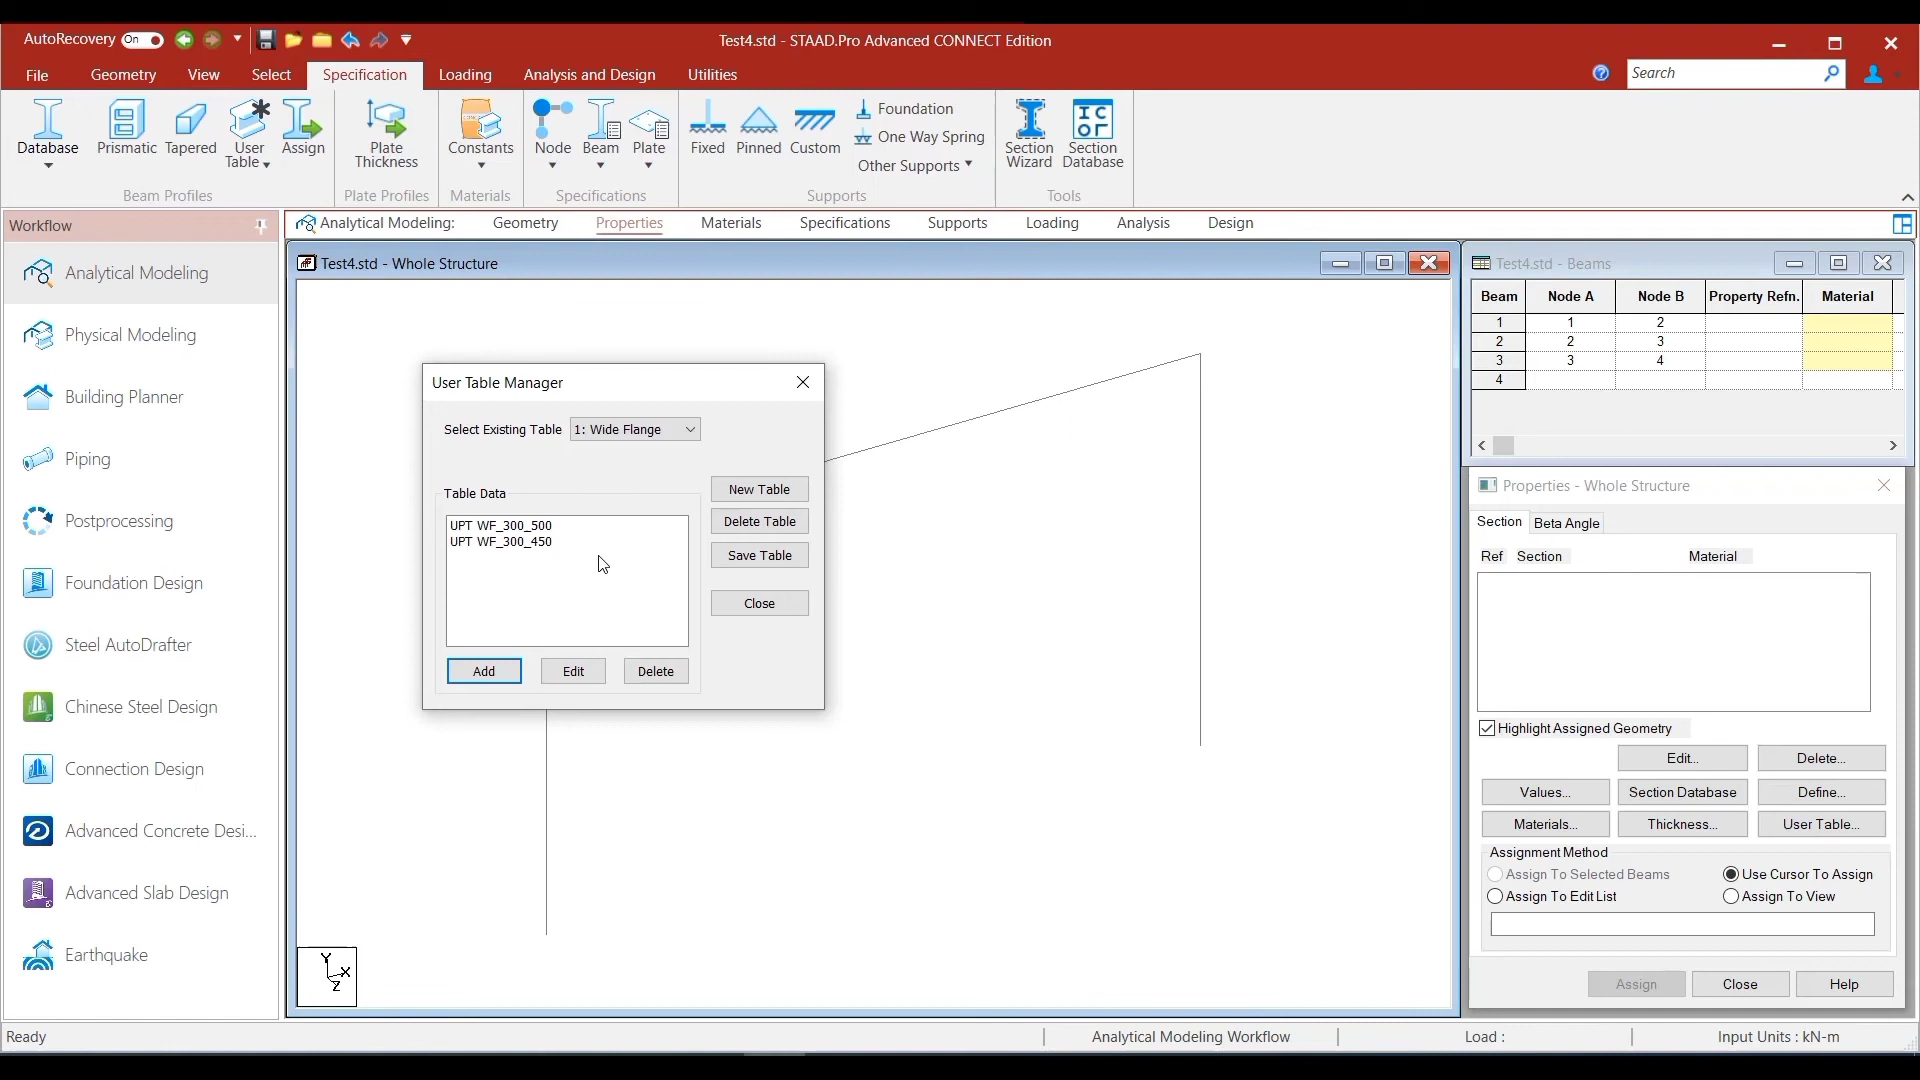 AutoRecovery On
Test4.std - STAAD.Pro Advanced CONNECT Edition
File Geometry View Select Specification Loading Analysis and Design Utilities
Search
Database Prismatic Tapered User Table Assign
Beam Profiles
Plate Thickness
Plate Profiles
Constants
Materials
Node Beam Plate
Specifications
Fixed Pinned Custom
Foundation
One Way Spring
Other Supports
Supports
Section Wizard
Section Database
Tools
Workflow
Analytical Modeling
Physical Modeling
Building Planner
Piping
Postprocessing
Foundation Design
Steel AutoDrafter
Chinese Steel Design
Connection Design
Advanced Concrete Desi...
Advanced Slab Design
Earthquake
Analytical Modeling: Geometry Properties Materials Specifications Supports Loading Analysis Design
Test4.std - Whole Structure
User Table Manager
Select Existing Table 1: Wide Flange
Table Data
UPT WF_300_500
UPT WF_300_450
New Table
Delete Table
Save Table
Close
Add Edit Delete
Y
X
Z
Test4.std - Beams
Beam Node A Node B Property Refn. Material
1 1 2
2 2 3
3 3 4
4
Properties - Whole Structure
Section Beta Angle
Ref Section Material
Highlight Assigned Geometry
Edit... Delete...
Values... Section Database Define...
Materials... Thickness... User Table...
Assignment Method
Assign To Selected Beams Use Cursor To Assign
Assign To Edit List Assign To View
Assign Close Help
Ready
Analytical Modeling Workflow
Load :
Input Units : kN-m